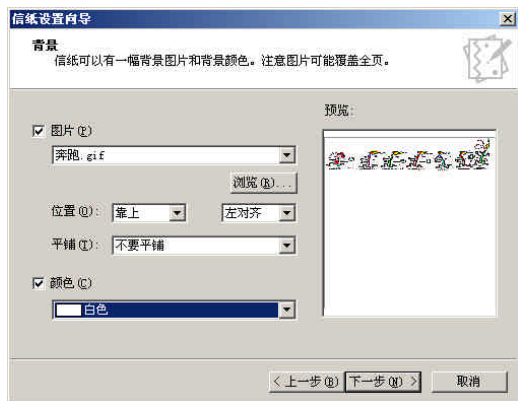 信纸设置向导
背景
信纸可以有一幅背景图片和背景颜色。注意图片可能覆盖全页。
预览:
图片(P)
奔跑.gif
浏览(R)...
位置(O): 靠上 左对齐
平铺(T): 不要平铺
颜色(C)
白色
<上一步(B) 下一步(N) > 取消